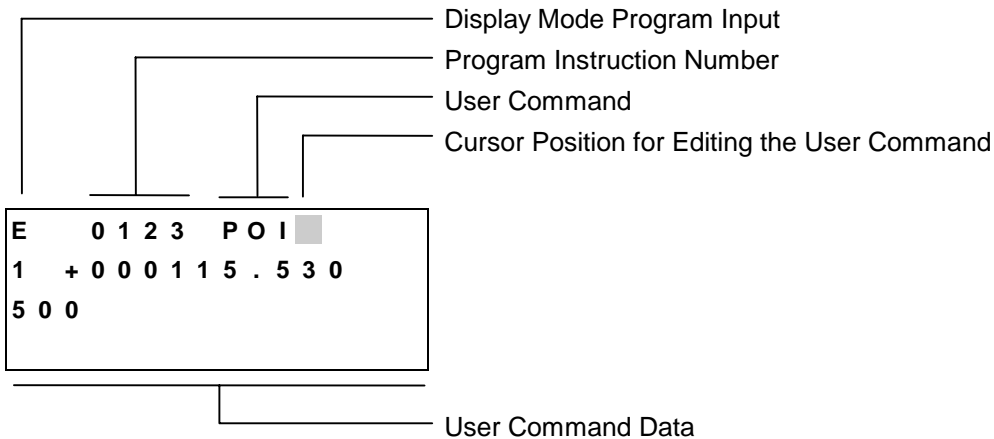 Display Mode Program Input
Program Instruction Number
User Command
Cursor Position for Editing the User Command
E 0123 POI
1 +000115.530
500
User Command Data